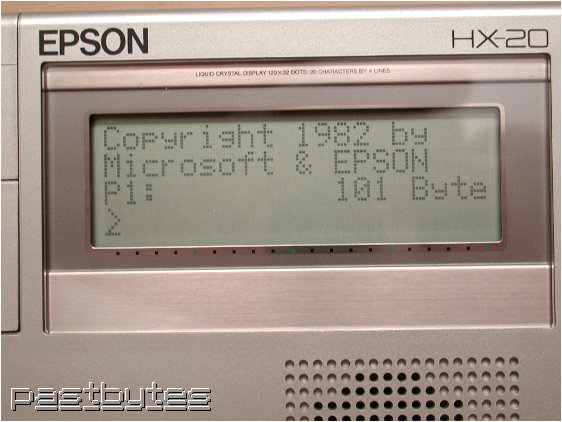 EPSON HX-20
LIQUID CRYSTAL DISPLAY 120×32 DOTS: 20 CHARACTERS BY 4 LINES
Copyright 1982 by
Microsoft & EPSON
P1: 101 Byte
>
pastbytes